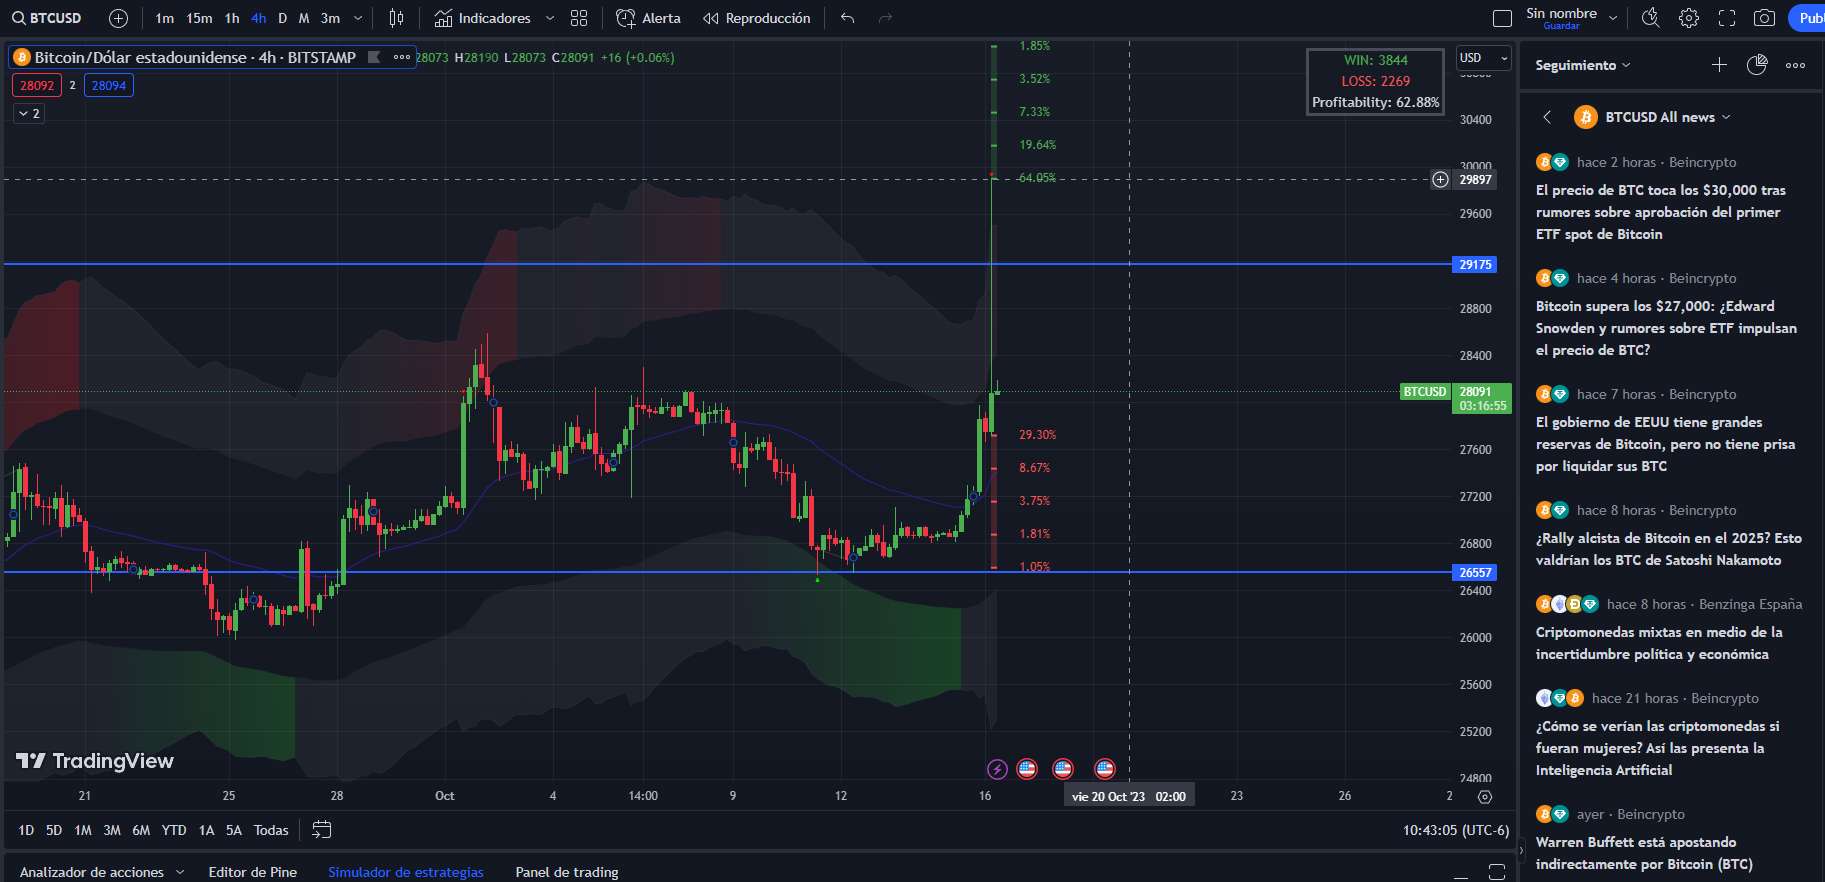 BTCUSD
1m 15m 1h 4h D M 3m
Indicadores
Alerta
Reproducción
Sin nombre
Guardar
Publ
Bitcoin/Dólar estadounidense · 4h · BITSTAMP
28073 H28190 L28073 C28091 +16 (+0.06%)
28092 2 28094
2
WIN: 3844
LOSS: 2269
Profitability: 62.88%
USD
1.85%
3.52%
7.33%
19.64%
64.05%
29.30%
8.67%
3.75%
1.81%
1.05%
30400
30000
29897
29600
29175
28800
28400
BTCUSD 28091
03:16:55
27600
27200
26800
26557
26400
26000
25600
25200
24800
TradingView
21 25 28 Oct 4 14:00 9 12 16 vie 20 Oct '23 02:00 23 26 2
1D 5D 1M 3M 6M YTD 1A 5A Todas
10:43:05 (UTC-6)
Analizador de acciones
Editor de Pine
Simulador de estrategias
Panel de trading
Seguimiento
BTCUSD All news
hace 2 horas · Beincrypto
El precio de BTC toca los $30,000 tras
rumores sobre aprobación del primer
ETF spot de Bitcoin
hace 4 horas · Beincrypto
Bitcoin supera los $27,000: ¿Edward
Snowden y rumores sobre ETF impulsan
el precio de BTC?
hace 7 horas · Beincrypto
El gobierno de EEUU tiene grandes
reservas de Bitcoin, pero no tiene prisa
por liquidar sus BTC
hace 8 horas · Beincrypto
¿Rally alcista de Bitcoin en el 2025? Esto
valdrían los BTC de Satoshi Nakamoto
hace 8 horas · Benzinga España
Criptomonedas mixtas en medio de la
incertidumbre política y económica
hace 21 horas · Beincrypto
¿Cómo se verían las criptomonedas si
fueran mujeres? Así las presenta la
Inteligencia Artificial
ayer · Beincrypto
Warren Buffett está apostando
indirectamente por Bitcoin (BTC)